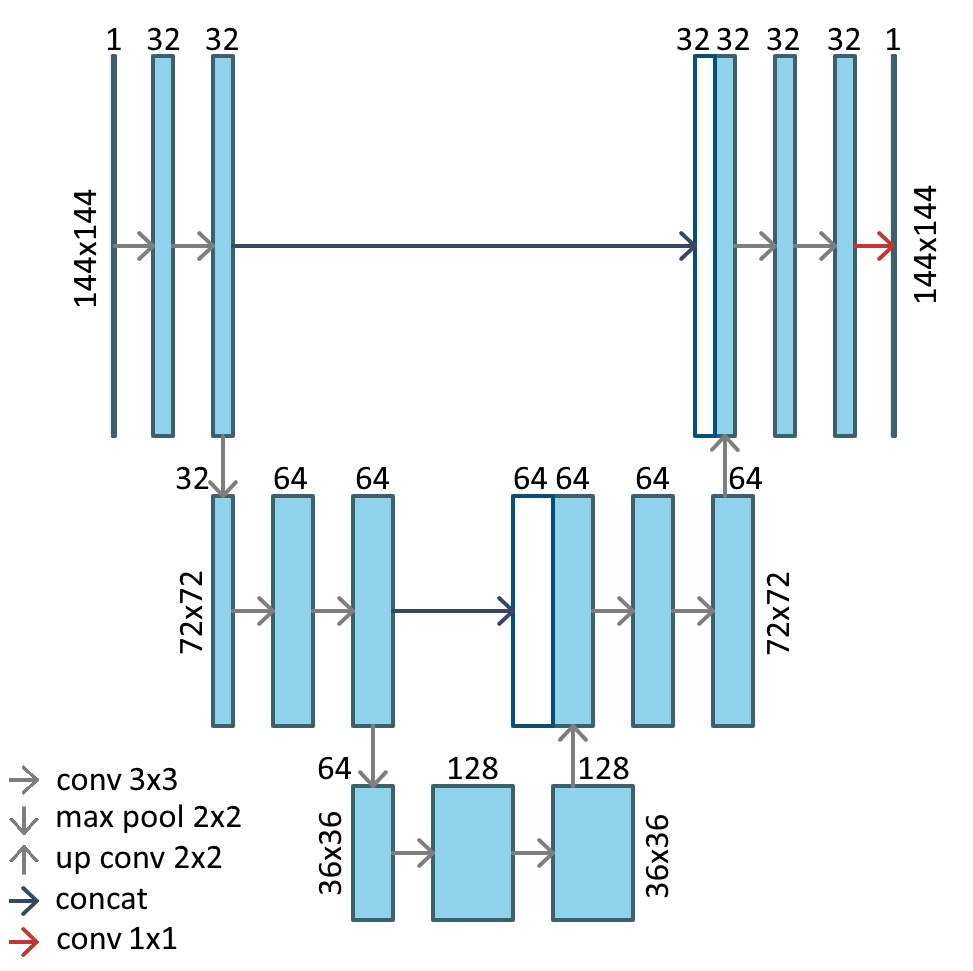 1 32 32 32 32 32 32 1
144x144 144x144
32 64 64 64 64 64 64
72x72 72x72
64 128 128
36x36 36x36
conv 3x3
max pool 2x2
up conv 2x2
concat
conv 1x1